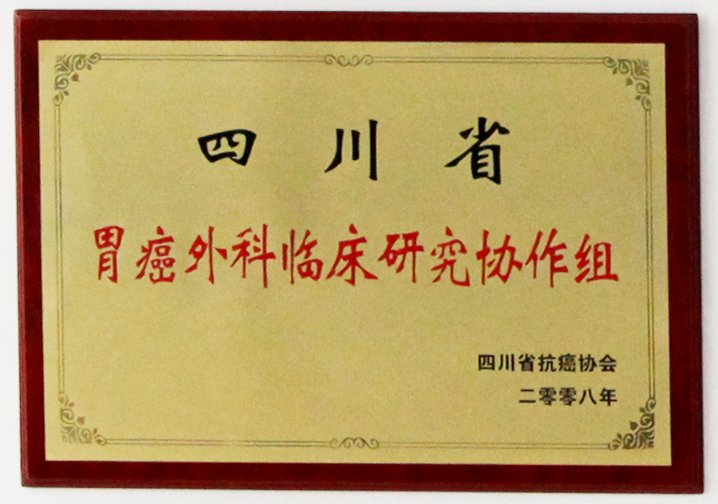 四川省
胃癌外科临床研究协作组
四川省抗癌协会
二零零八年